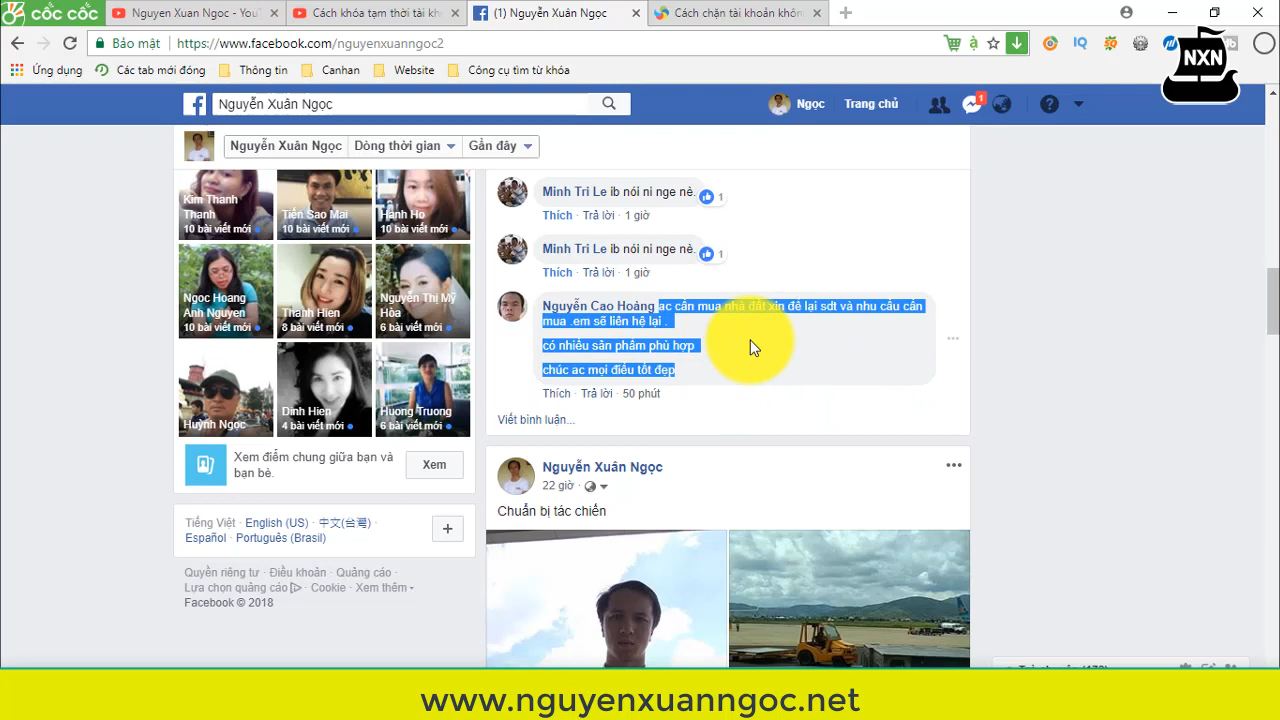 cốc cốc
Nguyen Xuan Ngoc - YouT
Cách khóa tạm thời tài kh
(1) Nguyễn Xuân Ngọc
Cách chặn tài khoản khôn
Bảo mật
https://www.facebook.com/nguyenxuanngoc2
IQ
NXN
Ứng dụng
Các tab mới đóng
Thông tin
Canhan
Website
Công cụ tìm từ khóa
Nguyễn Xuân Ngọc
Ngọc
Trang chủ
1
Nguyễn Xuân Ngọc
Dòng thời gian
Gần đây
Kim Thanh Thanh
10 bài viết mới
Tiến Sao Mai
10 bài viết mới
Hanh Ho
10 bài viết mới
Ngoc Hoang Anh Nguyen
10 bài viết mới
Thanh Hien
8 bài viết mới
Nguyễn Thị Mỹ Hòa
6 bài viết mới
Huỳnh Ngọc
Dinh Hien
4 bài viết mới
Huong Truong
6 bài viết mới
Xem điểm chung giữa bạn và
bạn bè.
Xem
Tiếng Việt · English (US) · 中文(台灣) ·
Español · Português (Brasil)
Quyền riêng tư · Điều khoản · Quảng cáo ·
Lựa chọn quảng cáo · Cookie · Xem thêm
Facebook © 2018
Minh Tri Le ib nói ni nge nè.
1
Thích · Trả lời · 1 giờ
Minh Tri Le ib nói ni nge nè.
1
Thích · Trả lời · 1 giờ
Nguyễn Cao Hoảng ac cần mua nhà đất xin để lại sdt và nhu cầu cần
mua .em sẽ liên hệ lại .
có nhiều sản phẩm phù hợp
chúc ac mọi điều tốt đẹp
Thích · Trả lời · 50 phút
Viết bình luận...
Nguyễn Xuân Ngọc
22 giờ
Chuẩn bị tác chiến
www.nguyenxuanngoc.net